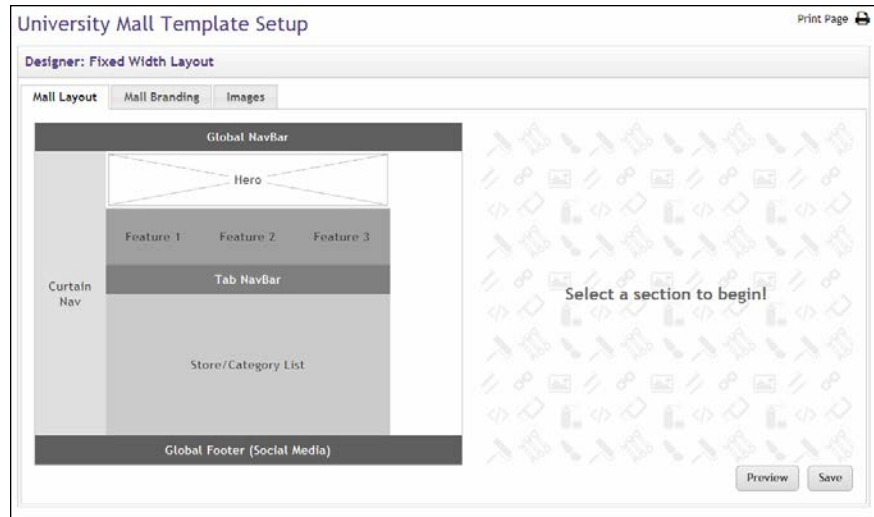 University Mall Template Setup
Print Page
Designer: Fixed Width Layout
Mall Layout Mall Branding Images
Global NavBar
Hero
Feature 1 Feature 2 Feature 3
Tab NavBar
Curtain
Nav
Select a section to begin!
Store/Category List
Global Footer (Social Media)
Preview Save